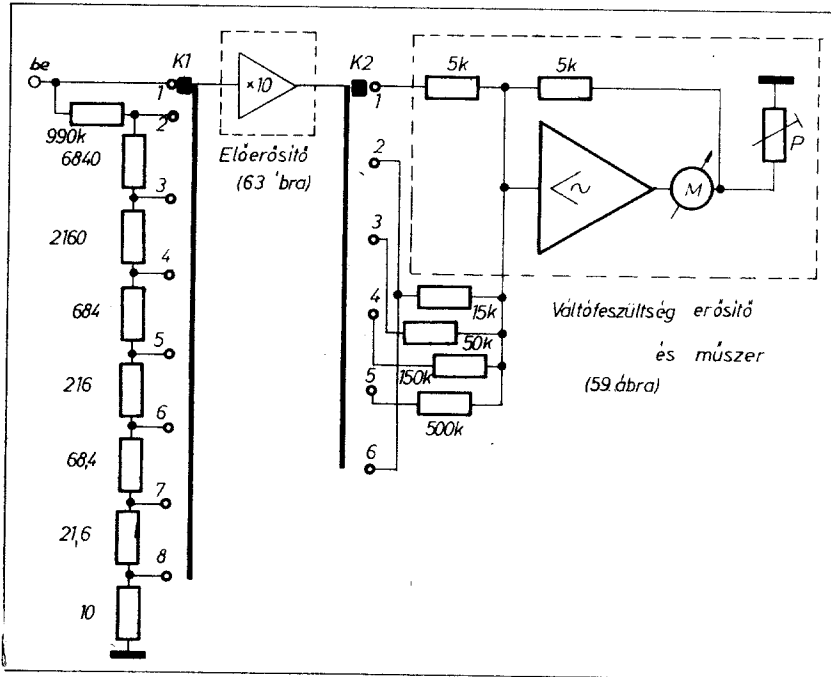 be
K1
×10
K2
5k
5k
P
M
1
2
990k
6840
3
2160
4
684
5
216
6
68,4
7
21,6
8
10
Előerősítő
(63 ʹbra)
1
2
3
4
5
6
15k
50k
150k
500k
Váltófeszültség erősítő
és műszer
(59.ábra)